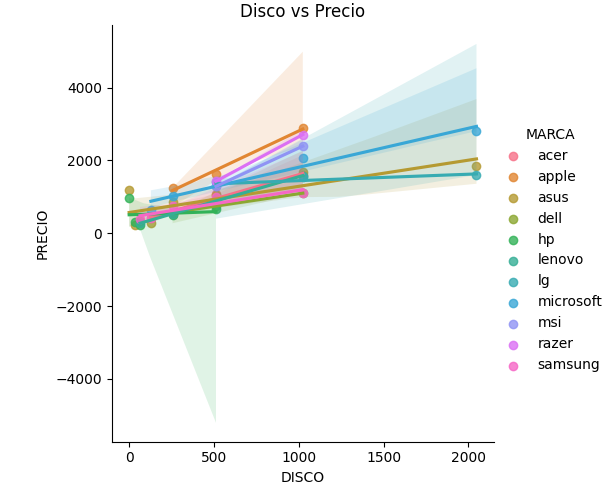 Disco vs Precio
PRECIO
4000
2000
0
−2000
−4000
0
500
1000
1500
2000
DISCO
MARCA
acer
apple
asus
dell
hp
lenovo
lg
microsoft
msi
razer
samsung